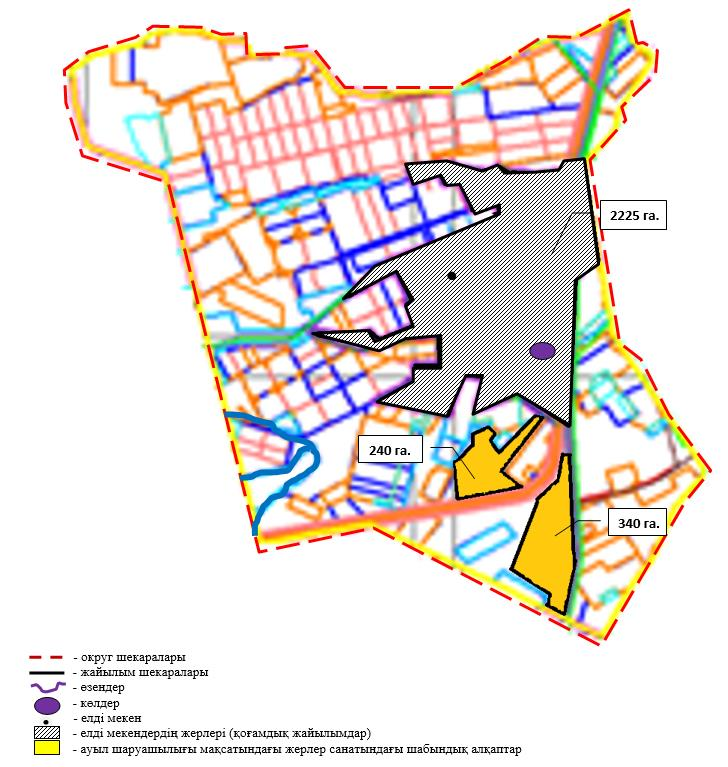 2225 га.
240 га.
340 га.
- округ шекаралары
- жайылым шекаралары
- өзендер
- көлдер
- елді мекен
- елді мекендердің жерлері (қоғамдық жайылымдар)
- ауыл шаруашылығы мақсатындағы жерлер санатындағы шабындық алқаптар